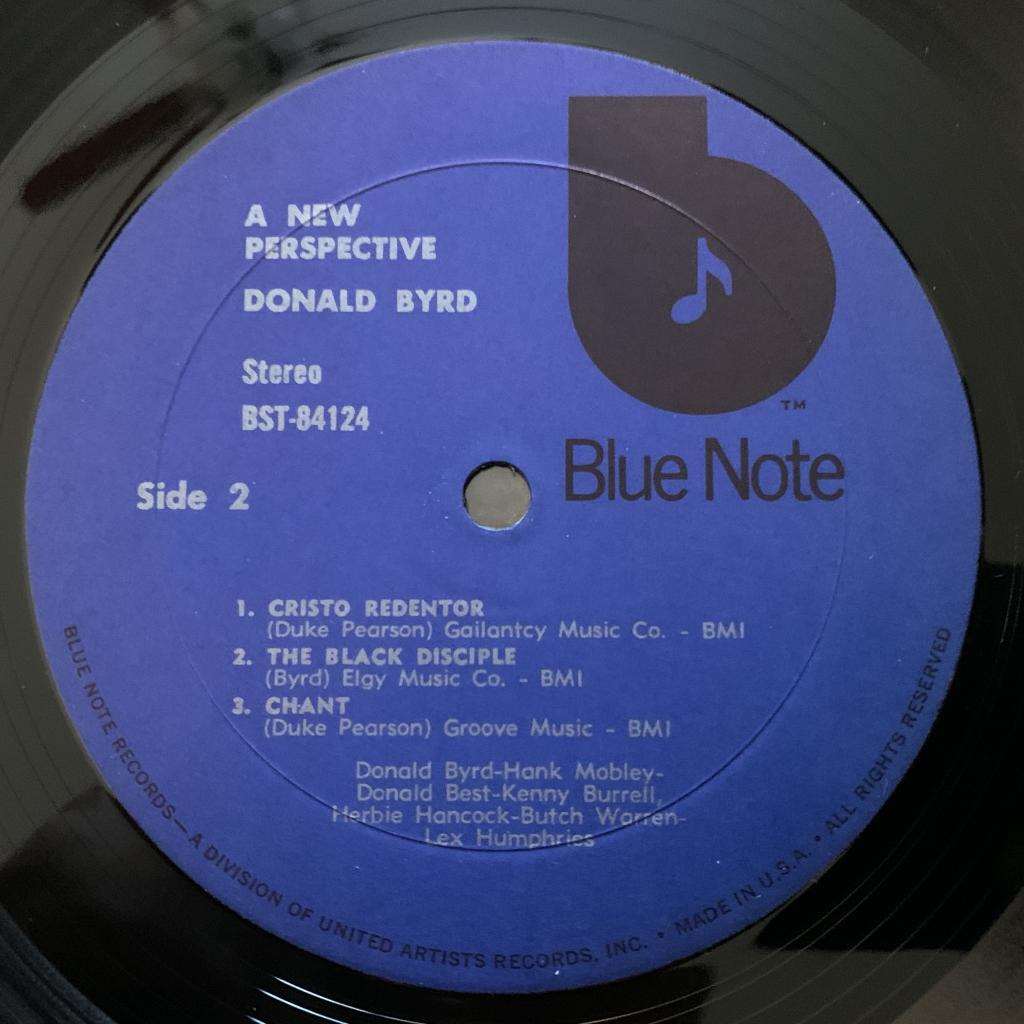 A NEW
PERSPECTIVE
DONALD BYRD
Stereo
BST-84124
TM
Blue Note
Side 2
1. CRISTO REDENTOR
(Duke Pearson) Gailantcy Music Co. - BMI
2. THE BLACK DISCIPLE
(Byrd) Elgy Music Co. - BMI
3. CHANT
(Duke Pearson) Groove Music - BMI
Donald Byrd-Hank Mobley-
Donald Best-Kenny Burrell,
Herbie Hancock-Butch Warren-
Lex Humphries
BLUE NOTE RECORDS—A DIVISION OF UNITED ARTISTS RECORDS, INC. • MADE IN U.S.A. • ALL RIGHTS RESERVED